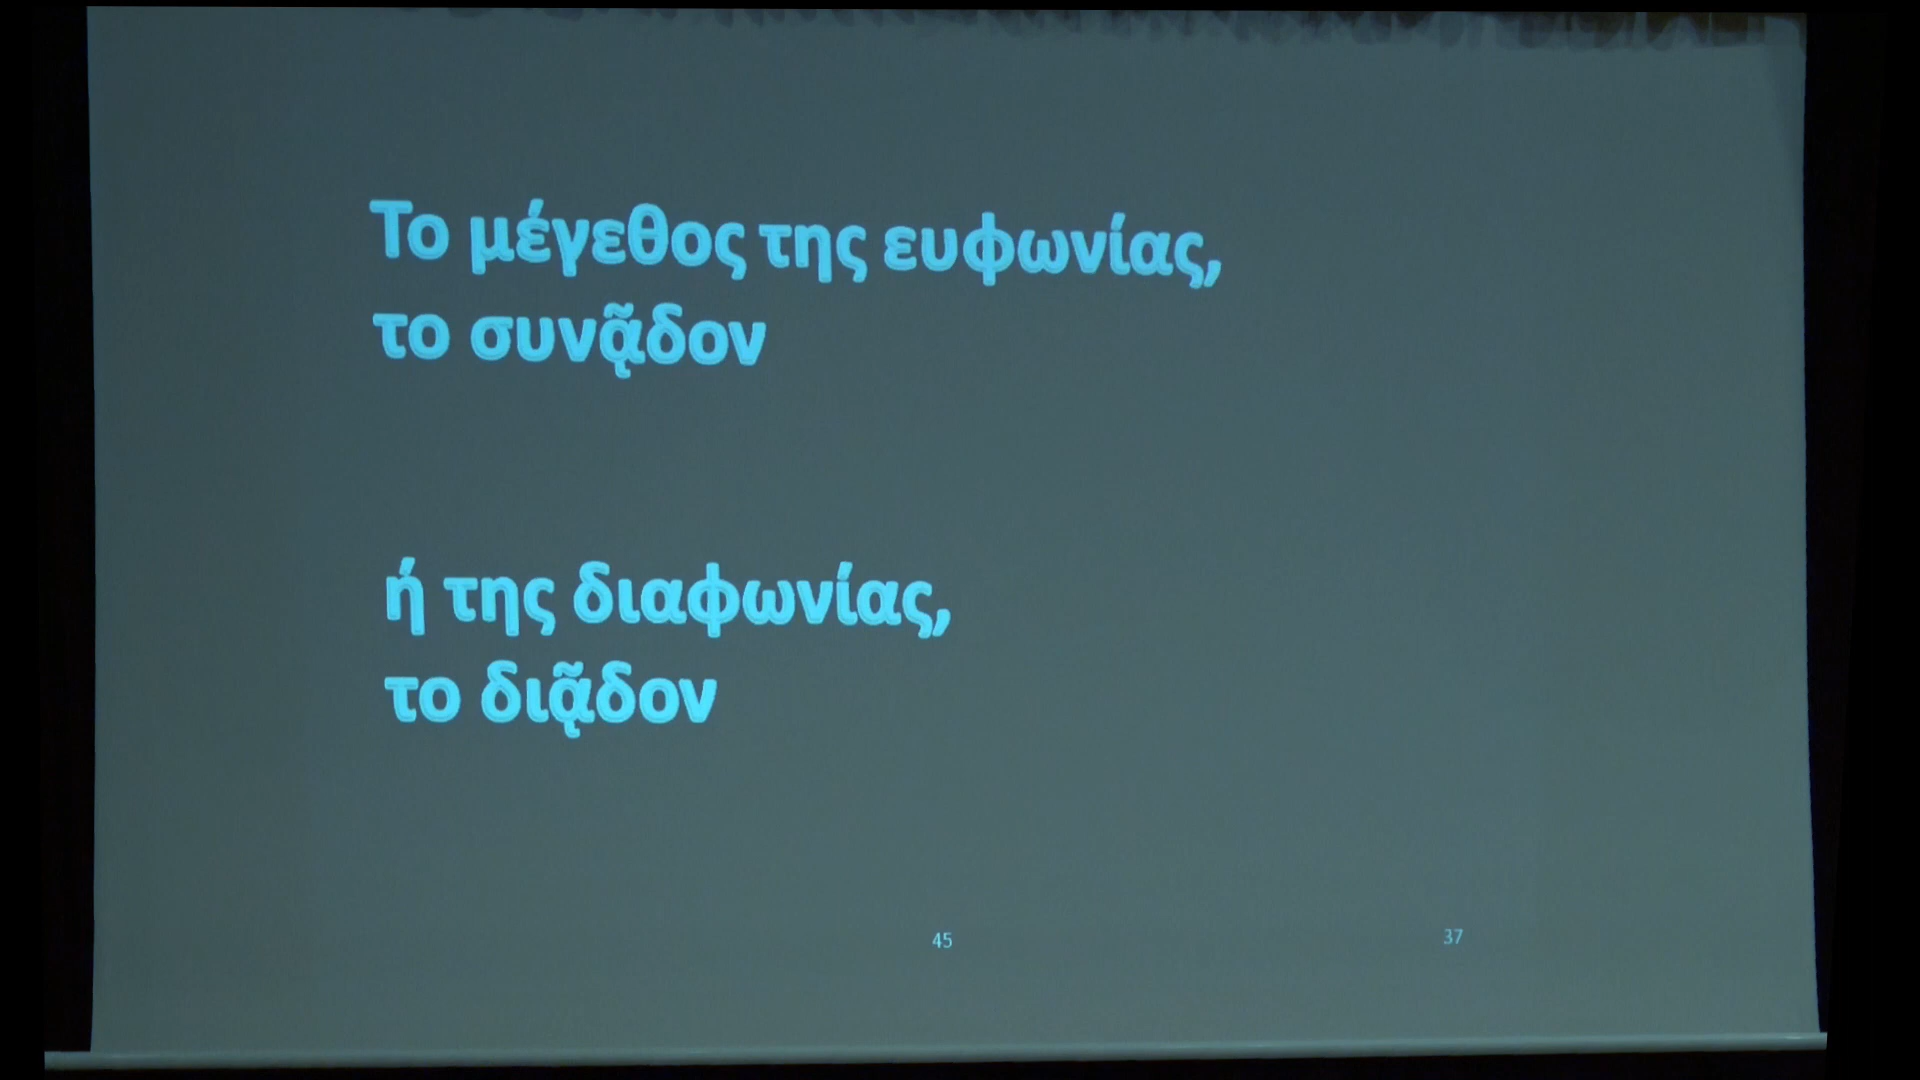 Το μέγεθος της ευφωνίας,
το συνᾷδον
ή της διαφωνίας,
το διᾷδον
45 37